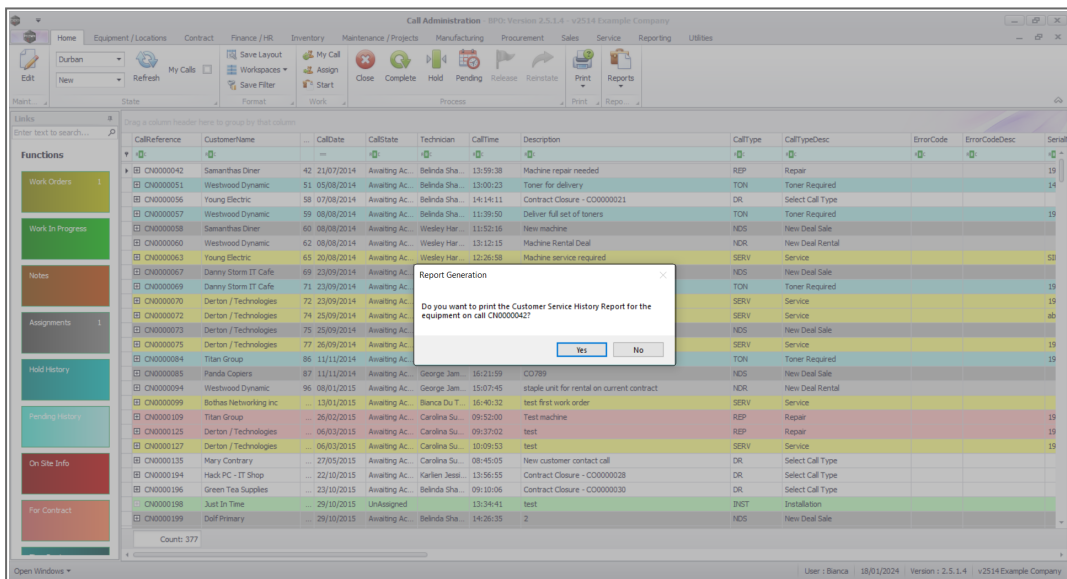 Call Administration - BPO: Version 2.5.1.4 - v2514 Example Company
Home Equipment / Locations Contract Finance / HR Inventory Maintenance / Projects Manufacturing Procurement Sales Service Reporting Utilities
Edit
Durban
New
Refresh
My Calls
Save Layout
Workspaces
Save Filter
My Call
Assign
Start
Close Complete Hold Pending Release Reinstate
Print
Reports
Maint... State Format Work Process Print Repo...
Links
Enter text to search...
Functions
Work Orders 1
Work In Progress
Notes
Assignments 1
Hold History
Pending History
On Site Info
For Contract
Drag a column header here to group by that column
CallReference CustomerName ... CallDate CallState Technician CallTime Description CallType CallTypeDesc ErrorCode ErrorCodeDesc Serial
CN0000042 Samanthas Diner 42 21/07/2014 Awaiting Ac... Belinda Sha... 13:59:38 Machine repair needed REP Repair 19
CN0000051 Westwood Dynamic 51 05/08/2014 Awaiting Ac... Belinda Sha... 13:00:23 Toner for delivery TON Toner Required 14
CN0000056 Young Electric 58 07/08/2014 Awaiting Ac... Belinda Sha... 14:14:11 Contract Closure - CO0000021 DR Select Call Type
CN0000057 Westwood Dynamic 59 08/08/2014 Awaiting Ac... Belinda Sha... 11:39:50 Deliver full set of toners TON Toner Required 19
CN0000058 Samanthas Diner 60 08/08/2014 Awaiting Ac... Wesley Har... 11:52:16 New machine NDS New Deal Sale
CN0000060 Westwood Dynamic 62 08/08/2014 Awaiting Ac... Wesley Har... 13:12:15 Machine Rental Deal NDR New Deal Rental
CN0000063 Young Electric 65 20/08/2014 Awaiting Ac... Wesley Har... 12:26:58 Machine service required SERV Service SD
CN0000067 Danny Storm IT Cafe 69 23/09/2014 Awaiting NDS New Deal Sale
CN0000069 Danny Storm IT Cafe 71 23/09/2014 Awaiting TON Toner Required 19
CN0000070 Derton / Technologies 72 23/09/2014 Awaiting SERV Service 19
CN0000072 Derton / Technologies 74 25/09/2014 Awaiting SERV Service ab
CN0000073 Derton / Technologies 75 25/09/2014 Awaiting NDS New Deal Sale
CN0000075 Derton / Technologies 77 26/09/2014 Awaiting SERV Service 19
CN0000084 Titan Group 86 11/11/2014 Awaiting TON Toner Required 19
CN0000085 Panda Copiers 87 11/11/2014 Awaiting Ac... George Jam... 16:21:59 CO789 NDS New Deal Sale
CN0000094 Westwood Dynamic 96 08/01/2015 Awaiting Ac... George Jam... 15:07:45 staple unit for rental on current contract NDR New Deal Rental
CN0000099 Bothas Networking inc ... 13/01/2015 Awaiting Ac... Bianca Du T... 16:40:32 test first work order SERV Service
CN0000109 Titan Group ... 26/02/2015 Awaiting Ac... Carolina Su... 09:52:00 Test machine REP Repair 19
CN0000125 Derton / Technologies ... 06/03/2015 Awaiting Ac... Carolina Su... 09:37:02 test REP Repair 19
CN0000127 Derton / Technologies ... 06/03/2015 Awaiting Ac... Carolina Su... 10:09:53 test SERV Service 19
CN0000135 Mary Contrary ... 27/05/2015 Awaiting Ac... Carolina Su... 08:45:05 New customer contact call DR Select Call Type
CN0000194 Hack PC - IT Shop ... 22/10/2015 Awaiting Ac... Karlien Jessi... 13:56:55 Contract Closure - CO0000028 DR Select Call Type
CN0000196 Green Tea Supplies ... 23/10/2015 Awaiting Ac... Belinda Sha... 09:10:06 Contract Closure - CO0000030 DR Select Call Type
CN0000198 Just In Time ... 29/10/2015 UnAssigned 13:34:41 test INST Installation
CN0000199 Dolf Primary ... 29/10/2015 Awaiting Ac... Belinda Sha... 14:26:35 2 NDS New Deal Sale
Count: 377
Report Generation
Do you want to print the Customer Service History Report for the
equipment on call CN0000042?
Yes No
Open Windows
User : Bianca 18/01/2024 Version : 2.5.1.4 v2514 Example Company